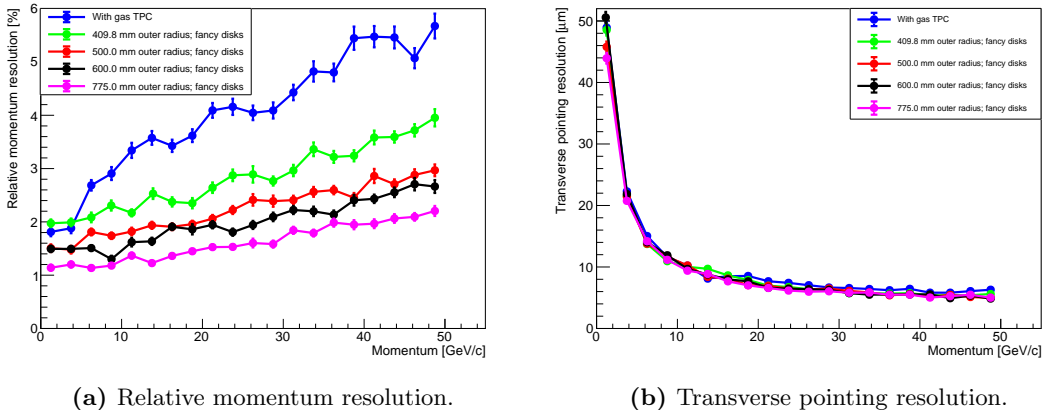 Relative momentum resolution [%]
6
5
4
3
2
1
0
0
10
20
30
40
50
Momentum [GeV/c]
With gas TPC
409.8 mm outer radius; fancy disks
500.0 mm outer radius; fancy disks
600.0 mm outer radius; fancy disks
775.0 mm outer radius; fancy disks
(a) Relative momentum resolution.
Transverse pointing resolution [µm]
50
40
30
20
10
0
0
10
20
30
40
50
Momentum [GeV/c]
With gas TPC
409.8 mm outer radius; fancy disks
500.0 mm outer radius; fancy disks
600.0 mm outer radius; fancy disks
775.0 mm outer radius; fancy disks
(b) Transverse pointing resolution.